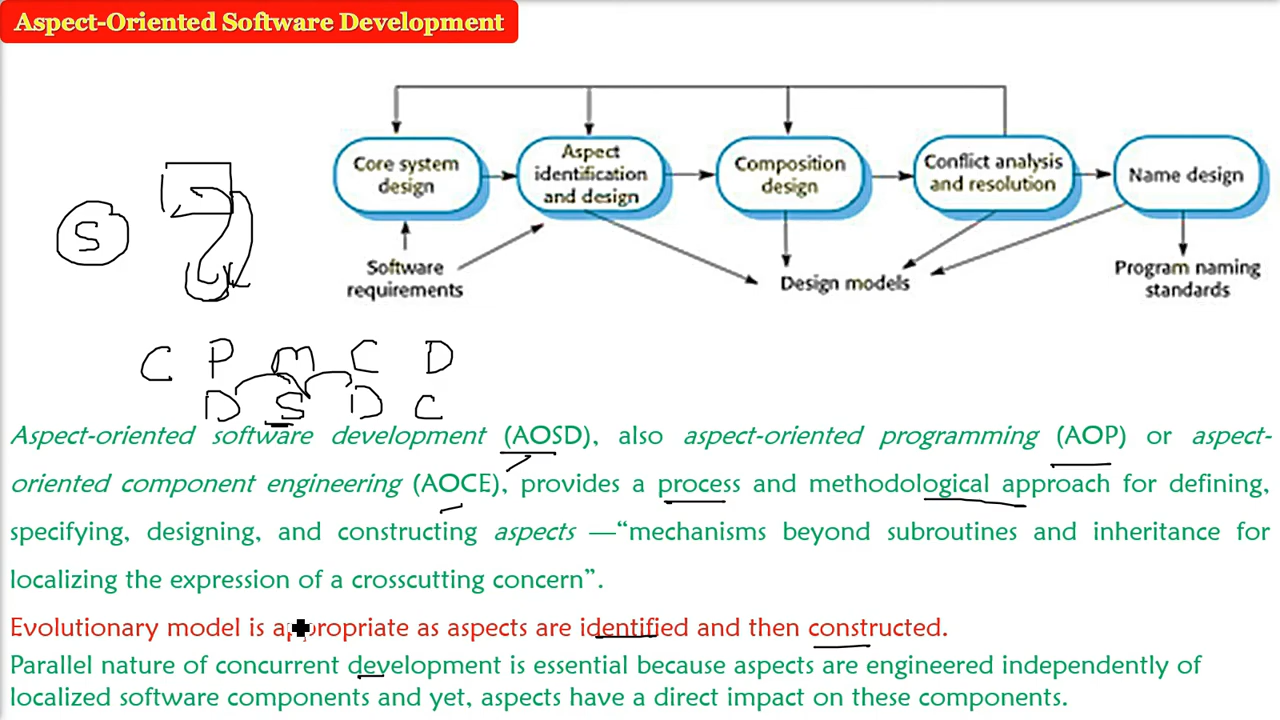 Aspect-Oriented Software Development
Core system
design
Aspect
identification
and design
Composition
design
Conflict analysis
and resolution
Name design
Software
requirements
Design models
Program naming
standards
S
C P M C D
D S D C
Aspect-oriented software development (AOSD), also aspect-oriented programming (AOP) or aspect-
oriented component engineering (AOCE), provides a process and methodological approach for defining,
specifying, designing, and constructing aspects —“mechanisms beyond subroutines and inheritance for
localizing the expression of a crosscutting concern”.
Evolutionary model is appropriate as aspects are identified and then constructed.
Parallel nature of concurrent development is essential because aspects are engineered independently of
localized software components and yet, aspects have a direct impact on these components.